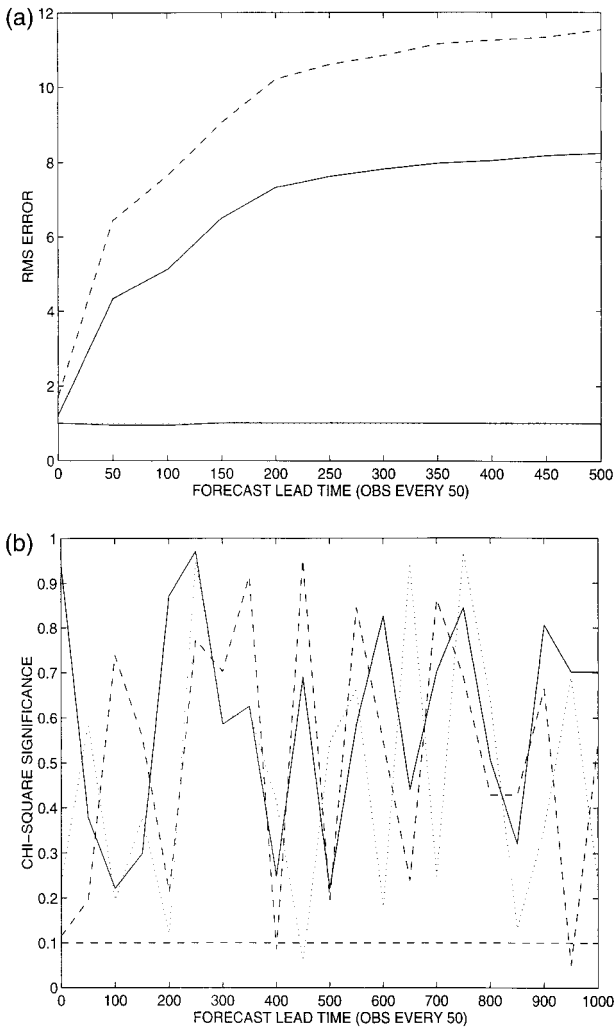 (a)
12
10
8
6
4
2
0
RMS ERROR
0 50 100 150 200 250 300 350 400 450 500
FORECAST LEAD TIME (OBS EVERY 50)
(b)
1
0.9
0.8
0.7
0.6
0.5
0.4
0.3
0.2
0.1
0
CHI-SQUARE SIGNIFICANCE
0 100 200 300 400 500 600 700 800 900 1000
FORECAST LEAD TIME (OBS EVERY 50)